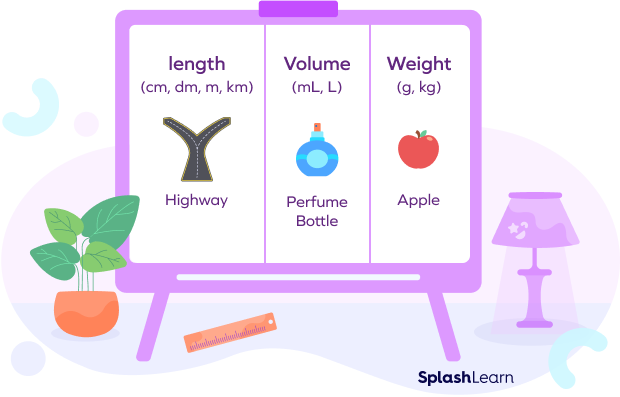 length
(cm, dm, m, km)
Highway
Volume
(mL, L)
Perfume
Bottle
Weight
(g, kg)
Apple
SplashLearn